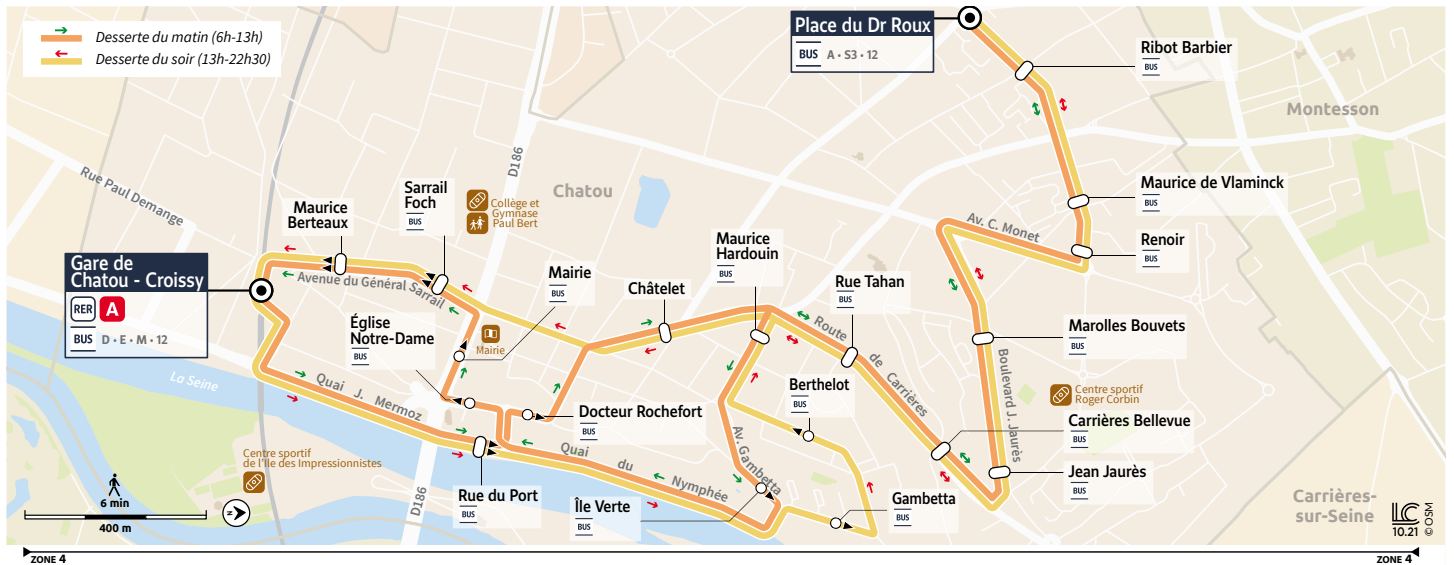 Desserte du matin (6h-13h)
Desserte du soir (13h-22h30)
Place du Dr Roux
BUS A • S3 • 12
Ribot Barbier
BUS
Montesson
D186
Rue Paul Demange
Chatou
Sarrail
Foch
BUS
Collège et
Gymnase
Paul Bert
Maurice
Berteaux
Maurice de Vlaminck
BUS
Av. C. Monet
Renoir
BUS
Maurice
Hardouin
BUS
Gare de
Chatou - Croissy
RER A
BUS D • E • M • 12
Avenue du Général Sarrail
Mairie
BUS
Châtelet
BUS
Rue Tahan
BUS
Église
Notre-Dame
BUS
Mairie
Route de Carrières
Marolles Bouvets
BUS
Boulevard J. Jaurès
La Seine
Quai J. Mermoz
Berthelot
BUS
Centre sportif
Roger Corbin
Docteur Rochefort
BUS
Carrières Bellevue
BUS
Av. Gambetta
Quai du Nymphée
Centre sportif
de l'Ile des Impressionnistes
Jean Jaurès
BUS
6 min
400 m
N
D186
Rue du Port
BUS
Île Verte
BUS
Gambetta
BUS
Carrières-
sur-Seine
LC
10.21
© OSM
ZONE 4
ZONE 4